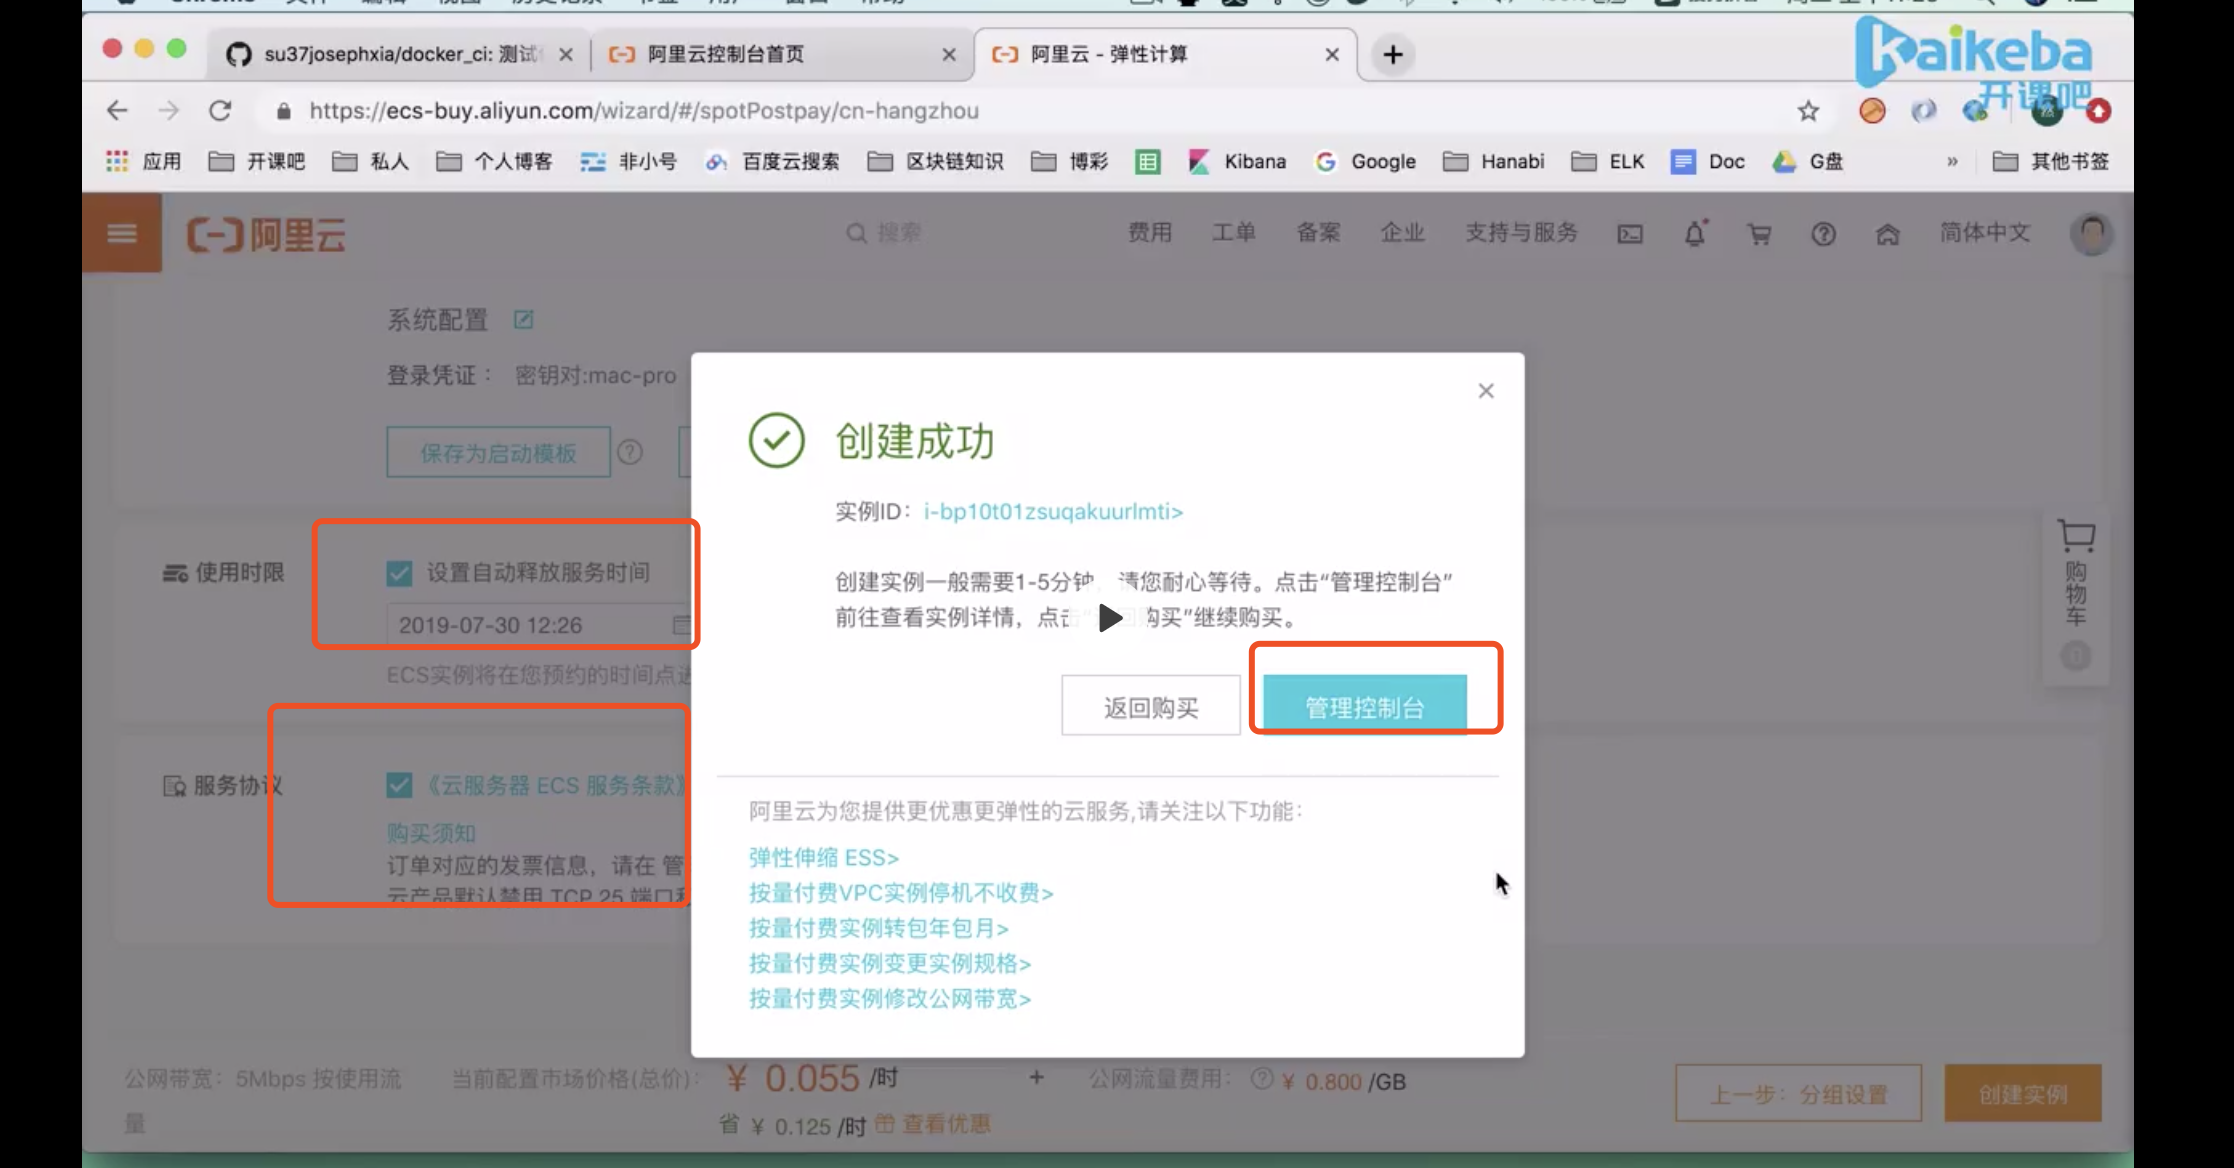 su37josephxia/docker_ci: 测试
阿里云控制台首页
阿里云 - 弹性计算
Kaikeba
开课吧
https://ecs-buy.aliyun.com/wizard/#/spotPostpay/cn-hangzhou
应用 开课吧 私人 个人博客 非小号 百度云搜索 区块链知识 博彩 Kibana Google Hanabi ELK Doc G盘 » 其他书签
阿里云 搜索 费用 工单 备案 企业 支持与服务 简体中文
系统配置
登录凭证： 密钥对:mac-pro
保存为启动模板
使用时限
设置自动释放服务时间
2019-07-30 12:26
ECS实例将在您预约的时间点
服务协议
《云服务器 ECS 服务条款》
购买须知
订单对应的发票信息，请在 管
云产品默认禁用 TCP 25 端口
创建成功
实例ID：i-bp10t01zsuqakuurlmti>
创建实例一般需要1-5分钟，请您耐心等待。点击“管理控制台”
前往查看实例详情，点击“返回购买”继续购买。
返回购买
管理控制台
阿里云为您提供更优惠更弹性的云服务,请关注以下功能：
弹性伸缩 ESS>
按量付费VPC实例停机不收费>
按量付费实例转包年包月>
按量付费实例变更实例规格>
按量付费实例修改公网带宽>
购物车
公网带宽：5Mbps 按使用流量
当前配置市场价格(总价)：¥ 0.055 /时 + 公网流量费用： ¥ 0.800 /GB
省 ¥ 0.125 /时 查看优惠
上一步：分组设置
创建实例